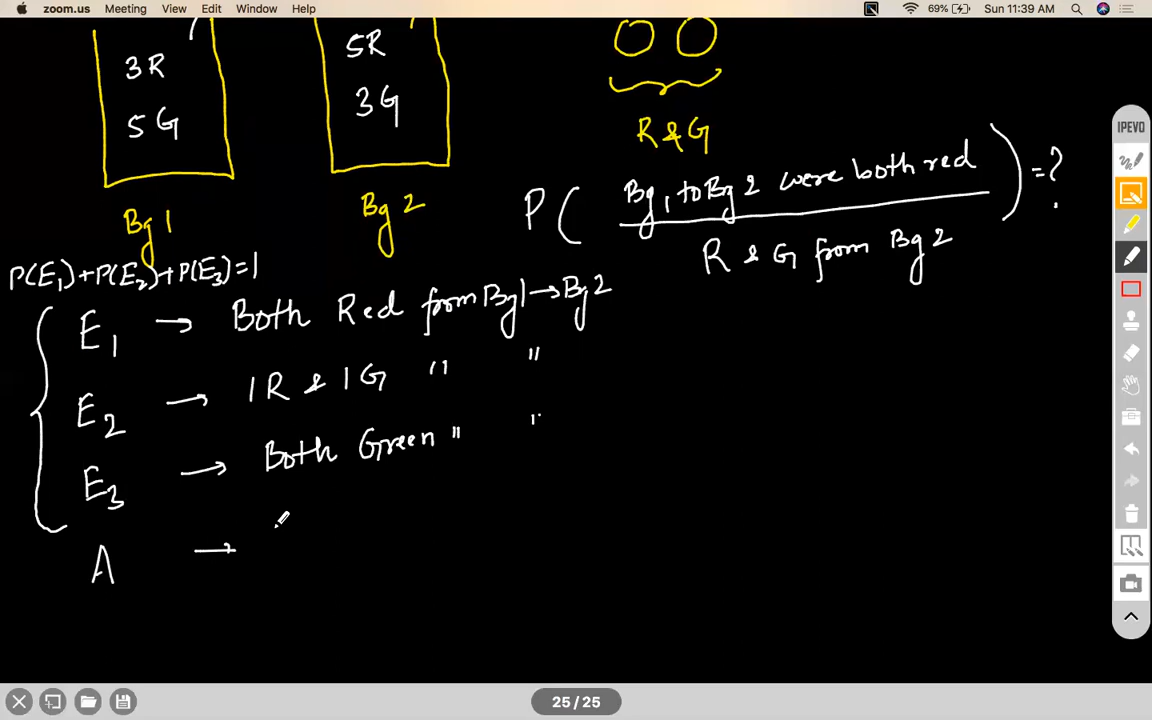 zoom.us Meeting View Edit Window Help 69% Sun 11:39 AM
3R
5G
Bg 1
5R
3G
Bg 2
R & G
P( Bg1 to Bg 2 were both red / R & G from Bg 2 ) = ?
P(E1)+P(E2)+P(E3)=1
E1 → Both Red from Bg1 → Bg2
E2 → 1R & 1G " "
E3 → Both Green " "
A →
IPEVO
25 / 25